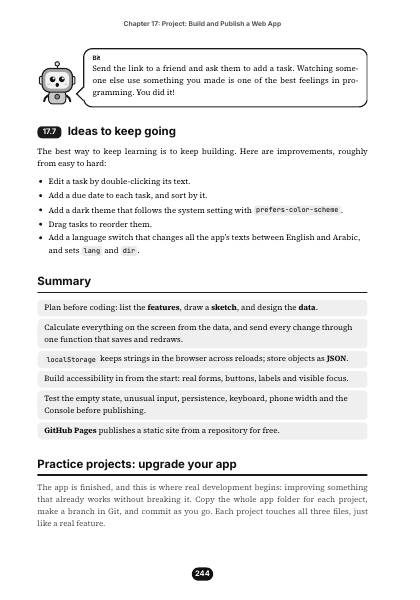 Chapter 17: Project: Build and Publish a Web App
Bit
Send the link to a friend and ask them to add a task. Watching some-
one else use something you made is one of the best feelings in pro-
gramming. You did it!
17.7 Ideas to keep going
The best way to keep learning is to keep building. Here are improvements, roughly
from easy to hard:
• Edit a task by double-clicking its text.
• Add a due date to each task, and sort by it.
• Add a dark theme that follows the system setting with prefers-color-scheme.
• Drag tasks to reorder them.
• Add a language switch that changes all the app's texts between English and Arabic,
and sets lang and dir.
Summary
Plan before coding: list the features, draw a sketch, and design the data.
Calculate everything on the screen from the data, and send every change through
one function that saves and redraws.
localStorage keeps strings in the browser across reloads; store objects as JSON.
Build accessibility in from the start: real forms, buttons, labels and visible focus.
Test the empty state, unusual input, persistence, keyboard, phone width and the
Console before publishing.
GitHub Pages publishes a static site from a repository for free.
Practice projects: upgrade your app
The app is finished, and this is where real development begins: improving something
that already works without breaking it. Copy the whole app folder for each project,
make a branch in Git, and commit as you go. Each project touches all three files, just
like a real feature.
244